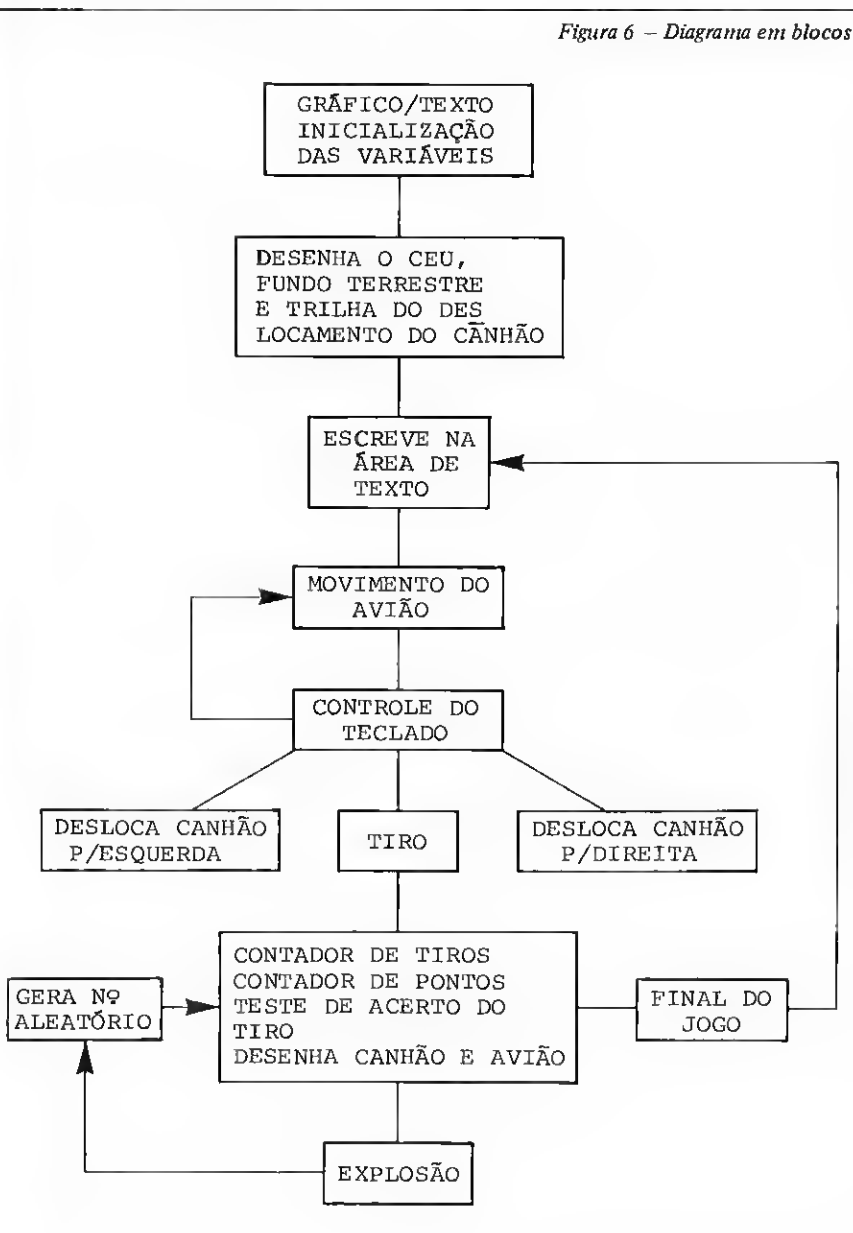 Figura 6 — Diagrama em blocos
GRÁFICO/TEXTO
INICIALIZAÇÃO
DAS VARIÁVEIS
DESENHA O CEU,
FUNDO TERRESTRE
E TRILHA DO DES
LOCAMENTO DO CANHÃO
ESCREVE NA
ÁREA DE
TEXTO
MOVIMENTO DO
AVIÃO
CONTROLE DO
TECLADO
DESLOCA CANHÃO
P/ESQUERDA
TIRO
DESLOCA CANHÃO
P/DIREITA
CONTADOR DE TIROS
CONTADOR DE PONTOS
TESTE DE ACERTO DO
TIRO
DESENHA CANHÃO E AVIÃO
GERA Nº
ALEATÓRIO
FINAL DO
JOGO
EXPLOSÃO